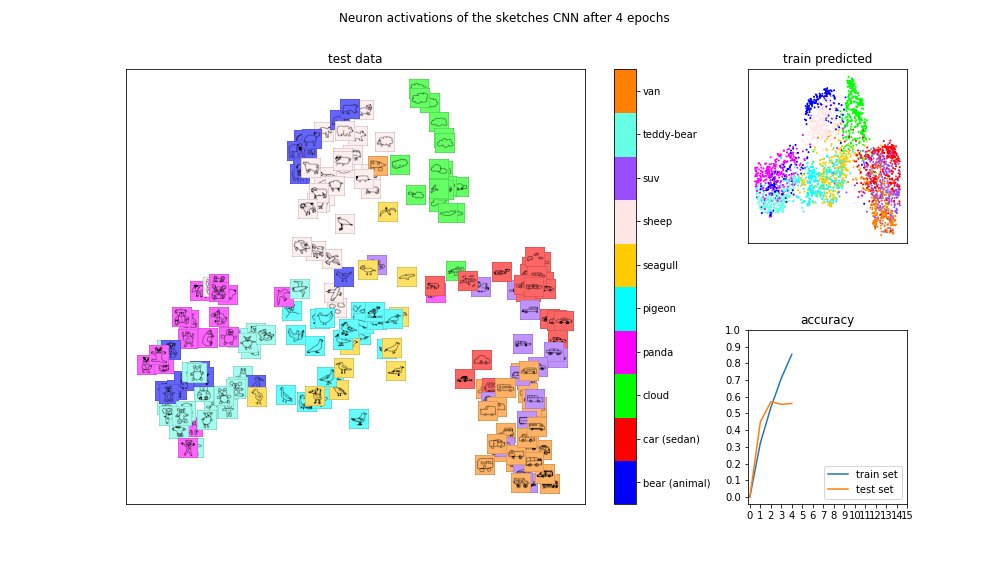 Neuron activations of the sketches CNN after 4 epochs
test data
van
teddy-bear
suv
sheep
seagull
pigeon
panda
cloud
car (sedan)
bear (animal)
train predicted
accuracy
1.0
0.9
0.8
0.7
0.6
0.5
0.4
0.3
0.2
0.1
0.0
train set
test set
0 1 2 3 4 5 6 7 8 9 10 11 12 13 14 15